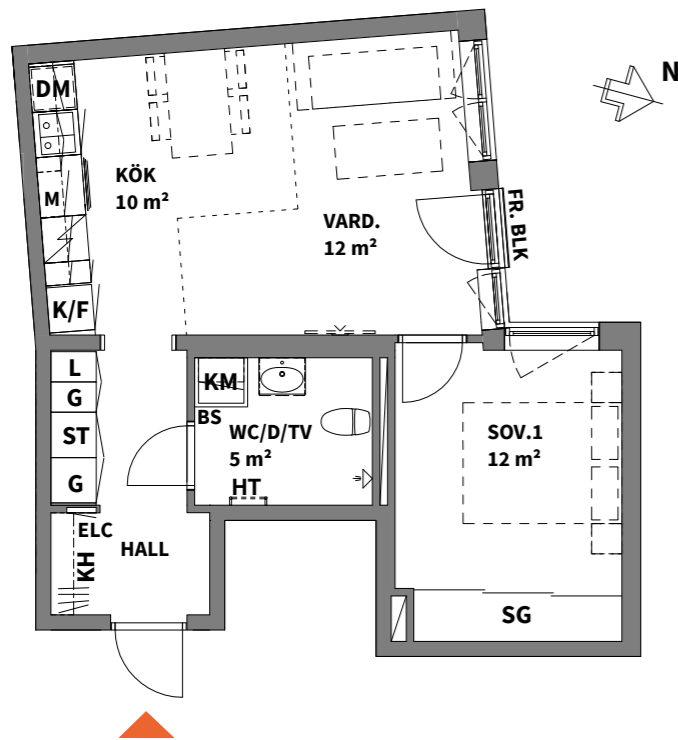 N
DM
KÖK
10 m²
M
VARD.
12 m²
FR. BLK
K/F
L
G
ST
G
KM
BS
WC/D/TV
5 m²
HT
SOV.1
12 m²
ELC
HALL
KH
SG